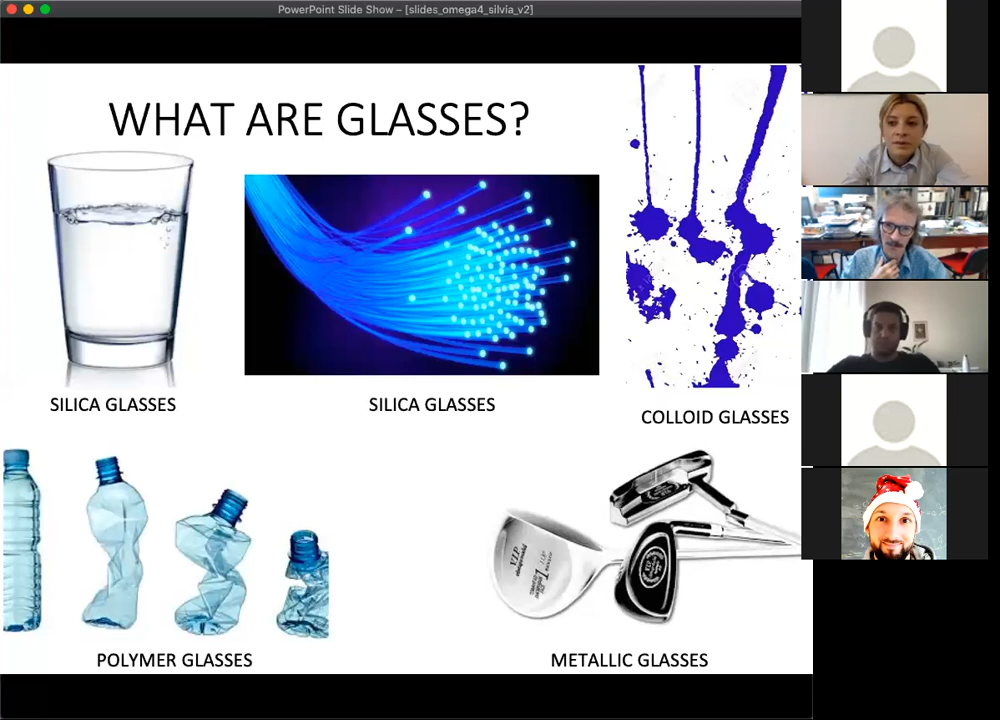 PowerPoint Slide Show – [slides_omega4_silvia_v2]
WHAT ARE GLASSES?
SILICA GLASSES
SILICA GLASSES
COLLOID GLASSES
POLYMER GLASSES
METALLIC GLASSES